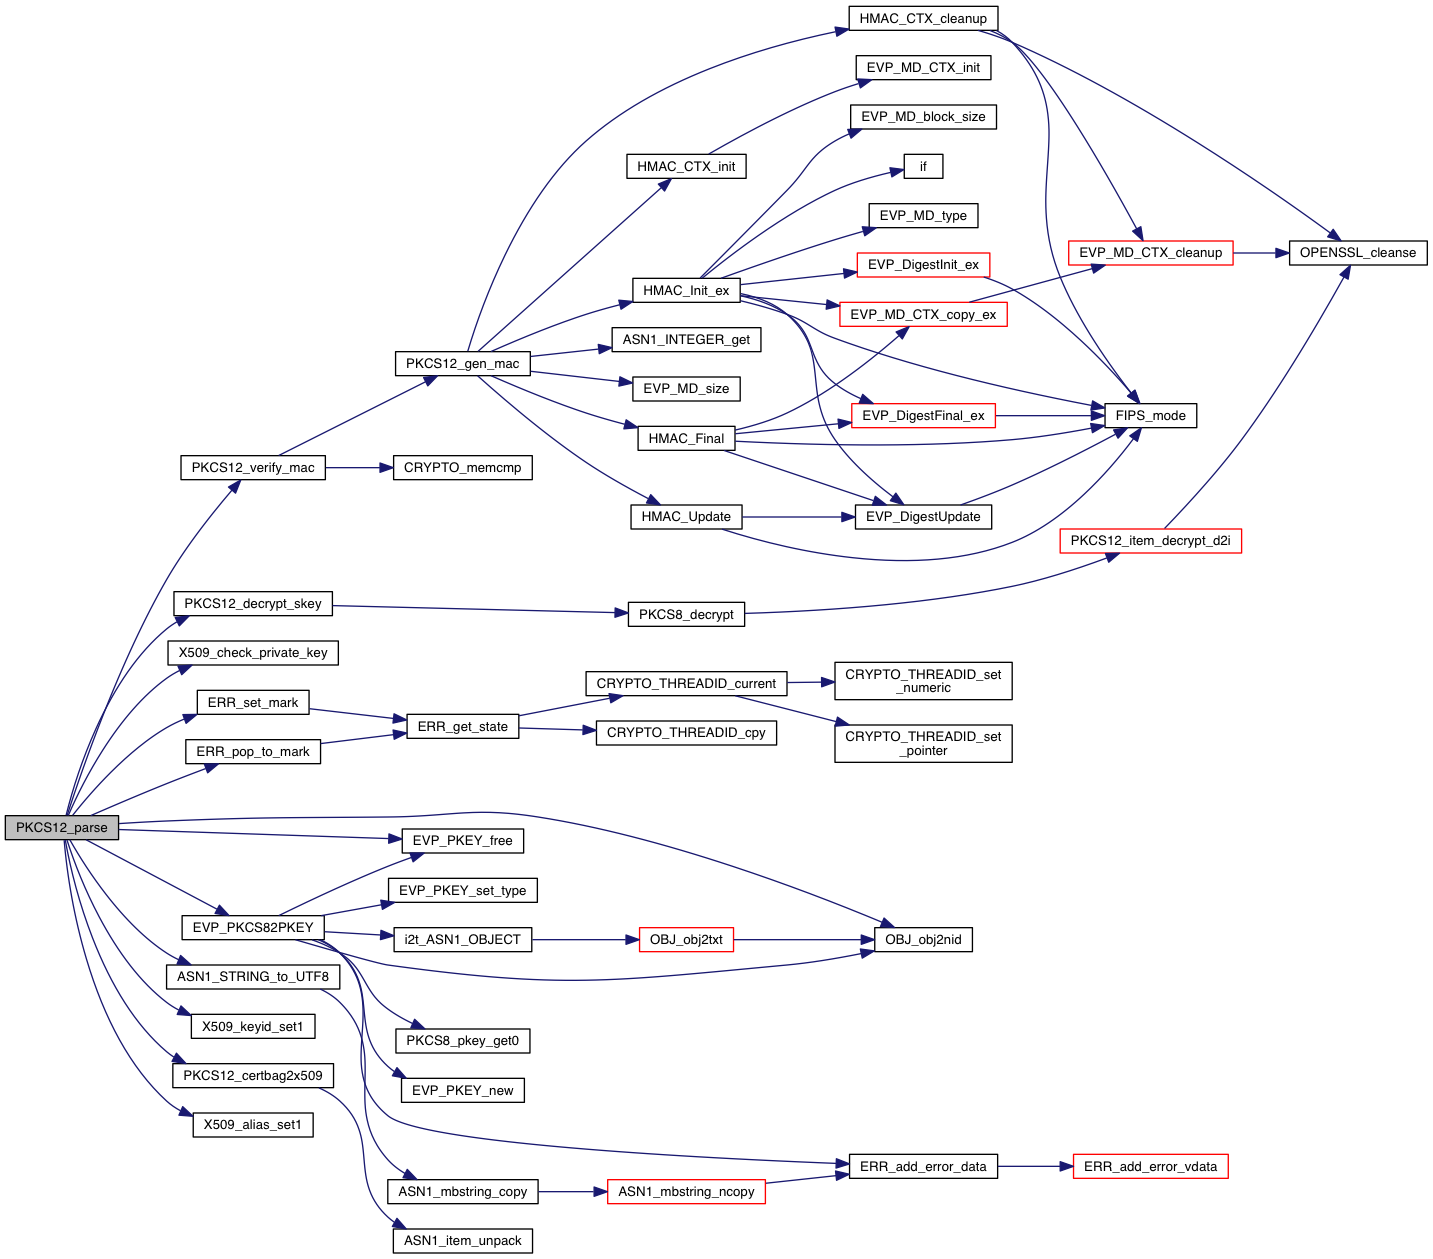 HMAC_CTX_cleanup
EVP_MD_CTX_init
EVP_MD_block_size
HMAC_CTX_init
if
EVP_MD_type
EVP_DigestInit_ex
EVP_MD_CTX_cleanup
OPENSSL_cleanse
HMAC_Init_ex
EVP_MD_CTX_copy_ex
ASN1_INTEGER_get
PKCS12_gen_mac
EVP_MD_size
EVP_DigestFinal_ex
FIPS_mode
HMAC_Final
PKCS12_verify_mac
CRYPTO_memcmp
HMAC_Update
EVP_DigestUpdate
PKCS12_item_decrypt_d2i
PKCS12_decrypt_skey
PKCS8_decrypt
X509_check_private_key
CRYPTO_THREADID_current
CRYPTO_THREADID_set
_numeric
ERR_set_mark
ERR_get_state
CRYPTO_THREADID_cpy
CRYPTO_THREADID_set
_pointer
ERR_pop_to_mark
PKCS12_parse
EVP_PKEY_free
EVP_PKEY_set_type
EVP_PKCS82PKEY
i2t_ASN1_OBJECT
OBJ_obj2txt
OBJ_obj2nid
ASN1_STRING_to_UTF8
X509_keyid_set1
PKCS8_pkey_get0
PKCS12_certbag2x509
EVP_PKEY_new
X509_alias_set1
ERR_add_error_data
ERR_add_error_vdata
ASN1_mbstring_copy
ASN1_mbstring_ncopy
ASN1_item_unpack